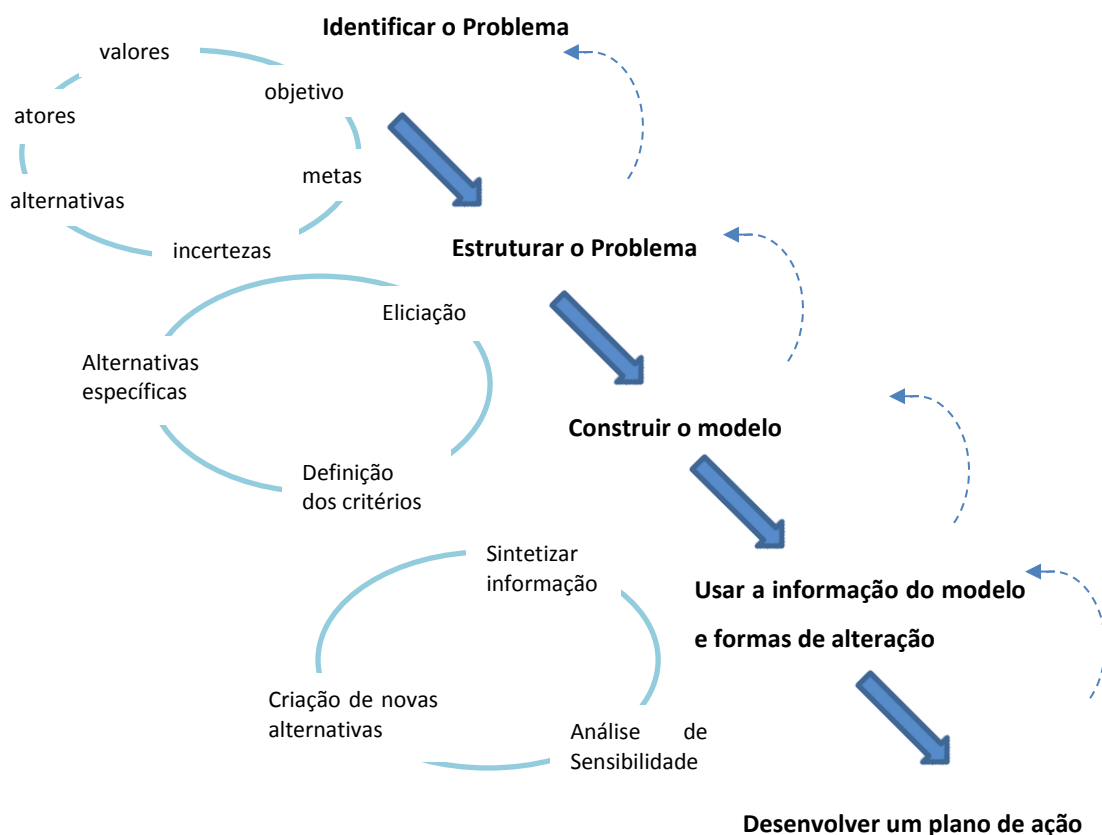 Identificar o Problema
valores
objetivo
atores
metas
alternativas
incertezas
Estruturar o Problema
Eliciação
Alternativas
específicas
Construir o modelo
Definição
dos critérios
Sintetizar
informação
Usar a informação do modelo
e formas de alteração
Criação de novas
alternativas
Análise de
Sensibilidade
Desenvolver um plano de ação